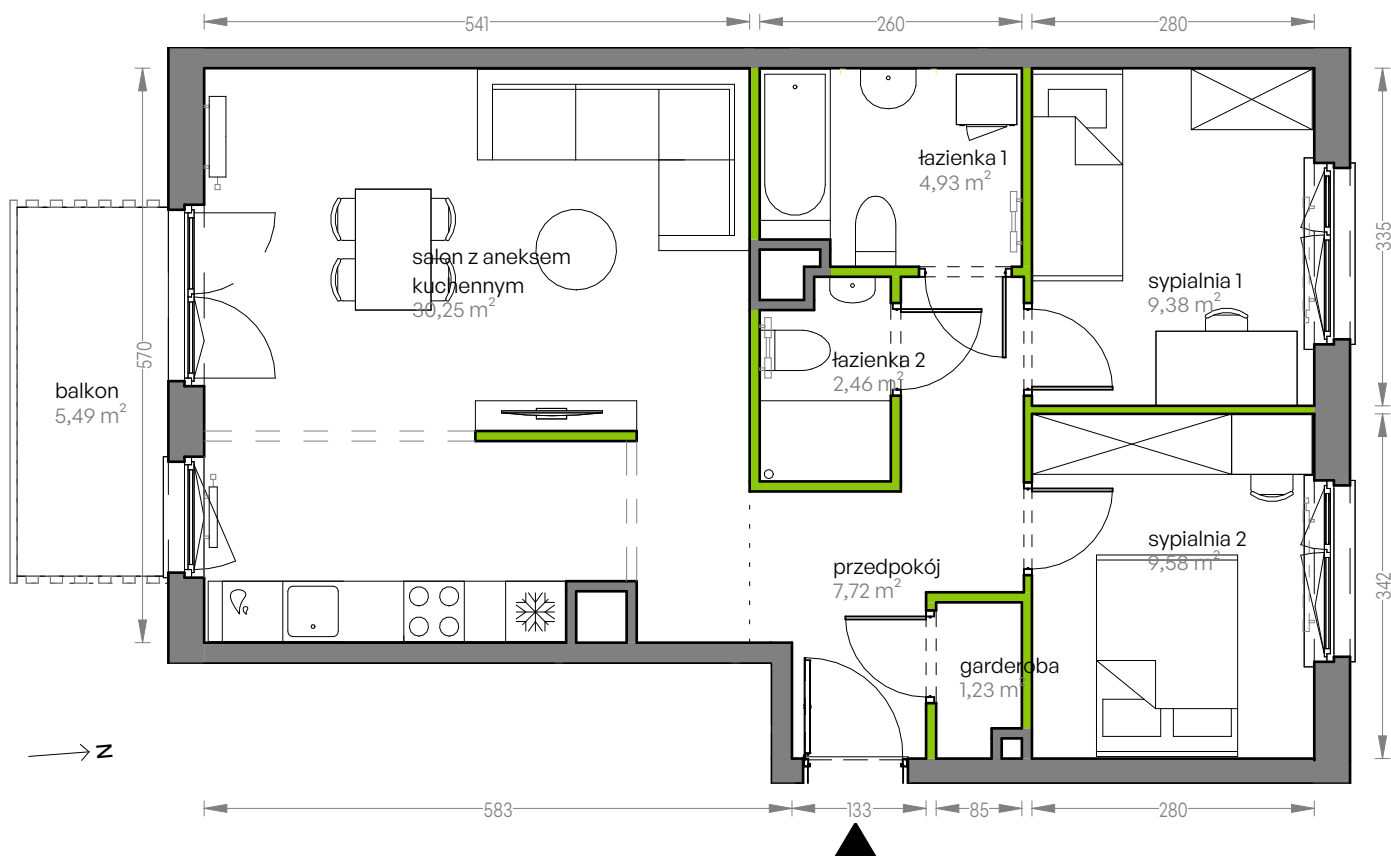 541
260
280
łazienka 1
4,93 m²
335
salon z aneksem
kuchennym
30,25 m²
sypialnia 1
9,38 m²
570
łazienka 2
2,46 m²
balkon
5,49 m²
sypialnia 2
9,58 m²
przedpokój
7,72 m²
342
garderoba
1,23 m²
N
583
133
85
280